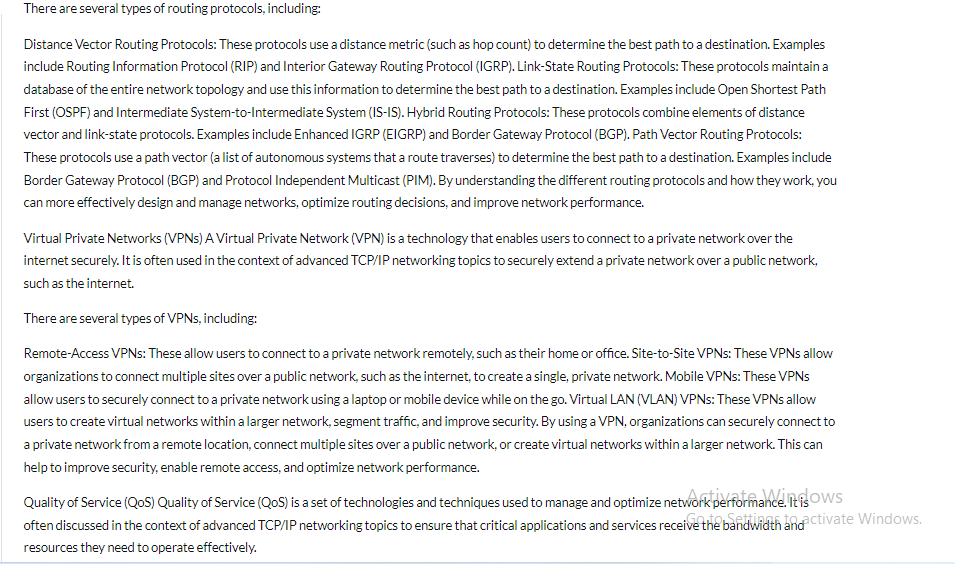 There are several types of routing protocols, including:
Distance Vector Routing Protocols: These protocols use a distance metric (such as hop count) to determine the best path to a destination. Examples
include Routing Information Protocol (RIP) and Interior Gateway Routing Protocol (IGRP). Link-State Routing Protocols: These protocols maintain a
database of the entire network topology and use this information to determine the best path to a destination. Examples include Open Shortest Path
First (OSPF) and Intermediate System-to-Intermediate System (IS-IS). Hybrid Routing Protocols: These protocols combine elements of distance
vector and link-state protocols. Examples include Enhanced IGRP (EIGRP) and Border Gateway Protocol (BGP). Path Vector Routing Protocols:
These protocols use a path vector (a list of autonomous systems that a route traverses) to determine the best path to a destination. Examples include
Border Gateway Protocol (BGP) and Protocol Independent Multicast (PIM). By understanding the different routing protocols and how they work, you
can more effectively design and manage networks, optimize routing decisions, and improve network performance.
Virtual Private Networks (VPNs) A Virtual Private Network (VPN) is a technology that enables users to connect to a private network over the
internet securely. It is often used in the context of advanced TCP/IP networking topics to securely extend a private network over a public network,
such as the internet.
There are several types of VPNs, including:
Remote-Access VPNs: These allow users to connect to a private network remotely, such as their home or office. Site-to-Site VPNs: These VPNs allow
organizations to connect multiple sites over a public network, such as the internet, to create a single, private network. Mobile VPNs: These VPNs
allow users to securely connect to a private network using a laptop or mobile device while on the go. Virtual LAN (VLAN) VPNs: These VPNs allow
users to create virtual networks within a larger network, segment traffic, and improve security. By using a VPN, organizations can securely connect to
a private network from a remote location, connect multiple sites over a public network, or create virtual networks within a larger network. This can
help to improve security, enable remote access, and optimize network performance.
Quality of Service (QoS) Quality of Service (QoS) is a set of technologies and techniques used to manage and optimize network performance. It is
often discussed in the context of advanced TCP/IP networking topics to ensure that critical applications and services receive the bandwidth and
resources they need to operate effectively.
Activate Windows
Go to Settings to activate Windows.